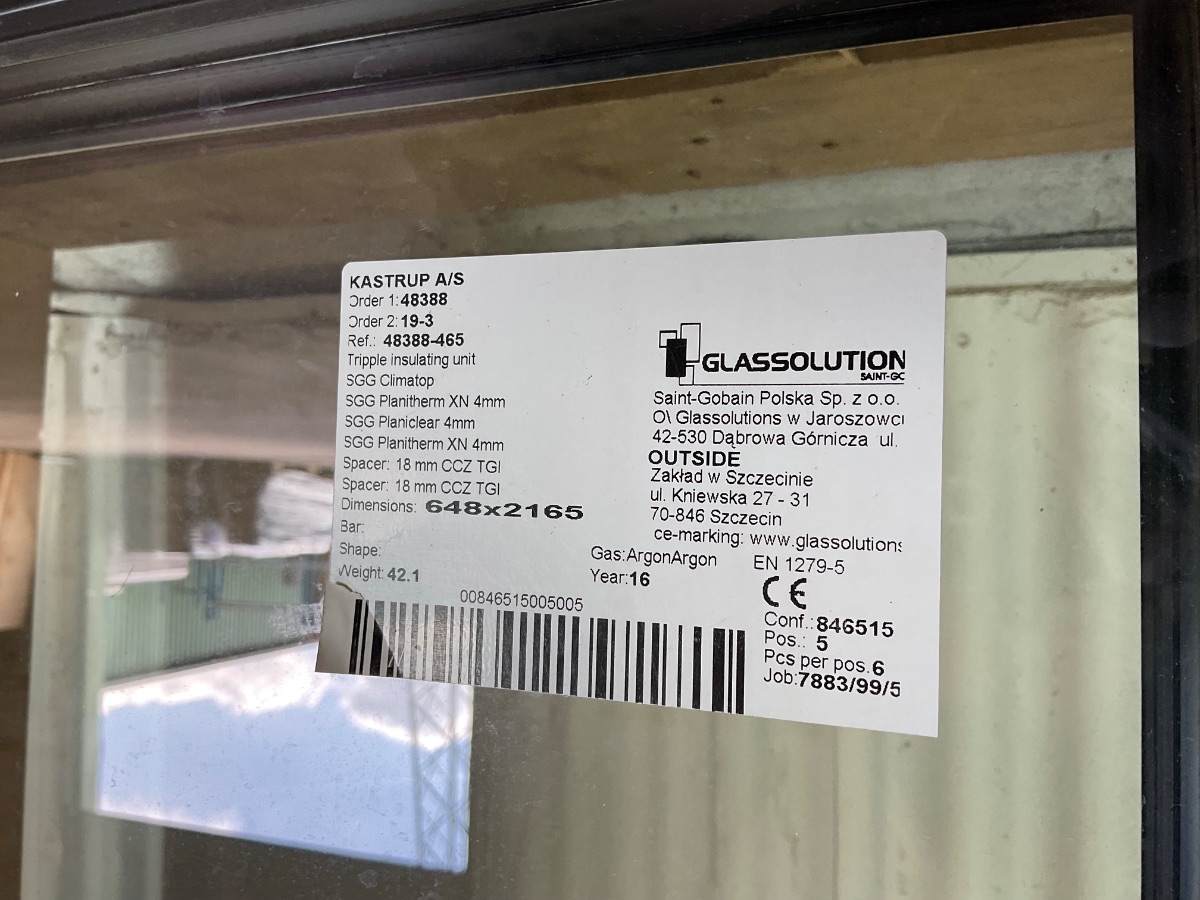 KASTRUP A/S
Order 1: 48388
Order 2: 19-3
Ref.: 48388-465
Tripple insulating unit
SGG Climatop
SGG Planitherm XN 4mm
SGG Planiclear 4mm
SGG Planitherm XN 4mm
Spacer: 18 mm CCZ TGI
Spacer: 18 mm CCZ TGI
Dimensions: 648x2165
Bar:
Shape:
Weight: 42.1
Gas:ArgonArgon
Year:16
00846515005005
GLASSOLUTION
SAINT-GC
Saint-Gobain Polska Sp. z o.o.
O\ Glassolutions w Jaroszowci
42-530 Dąbrowa Górnicza ul.
OUTSIDE
Zakład w Szczecinie
ul. Kniewska 27 - 31
70-846 Szczecin
ce-marking: www.glassolutions
EN 1279-5
CE
Conf.: 846515
Pos.: 5
Pcs per pos. 6
Job:7883/99/5